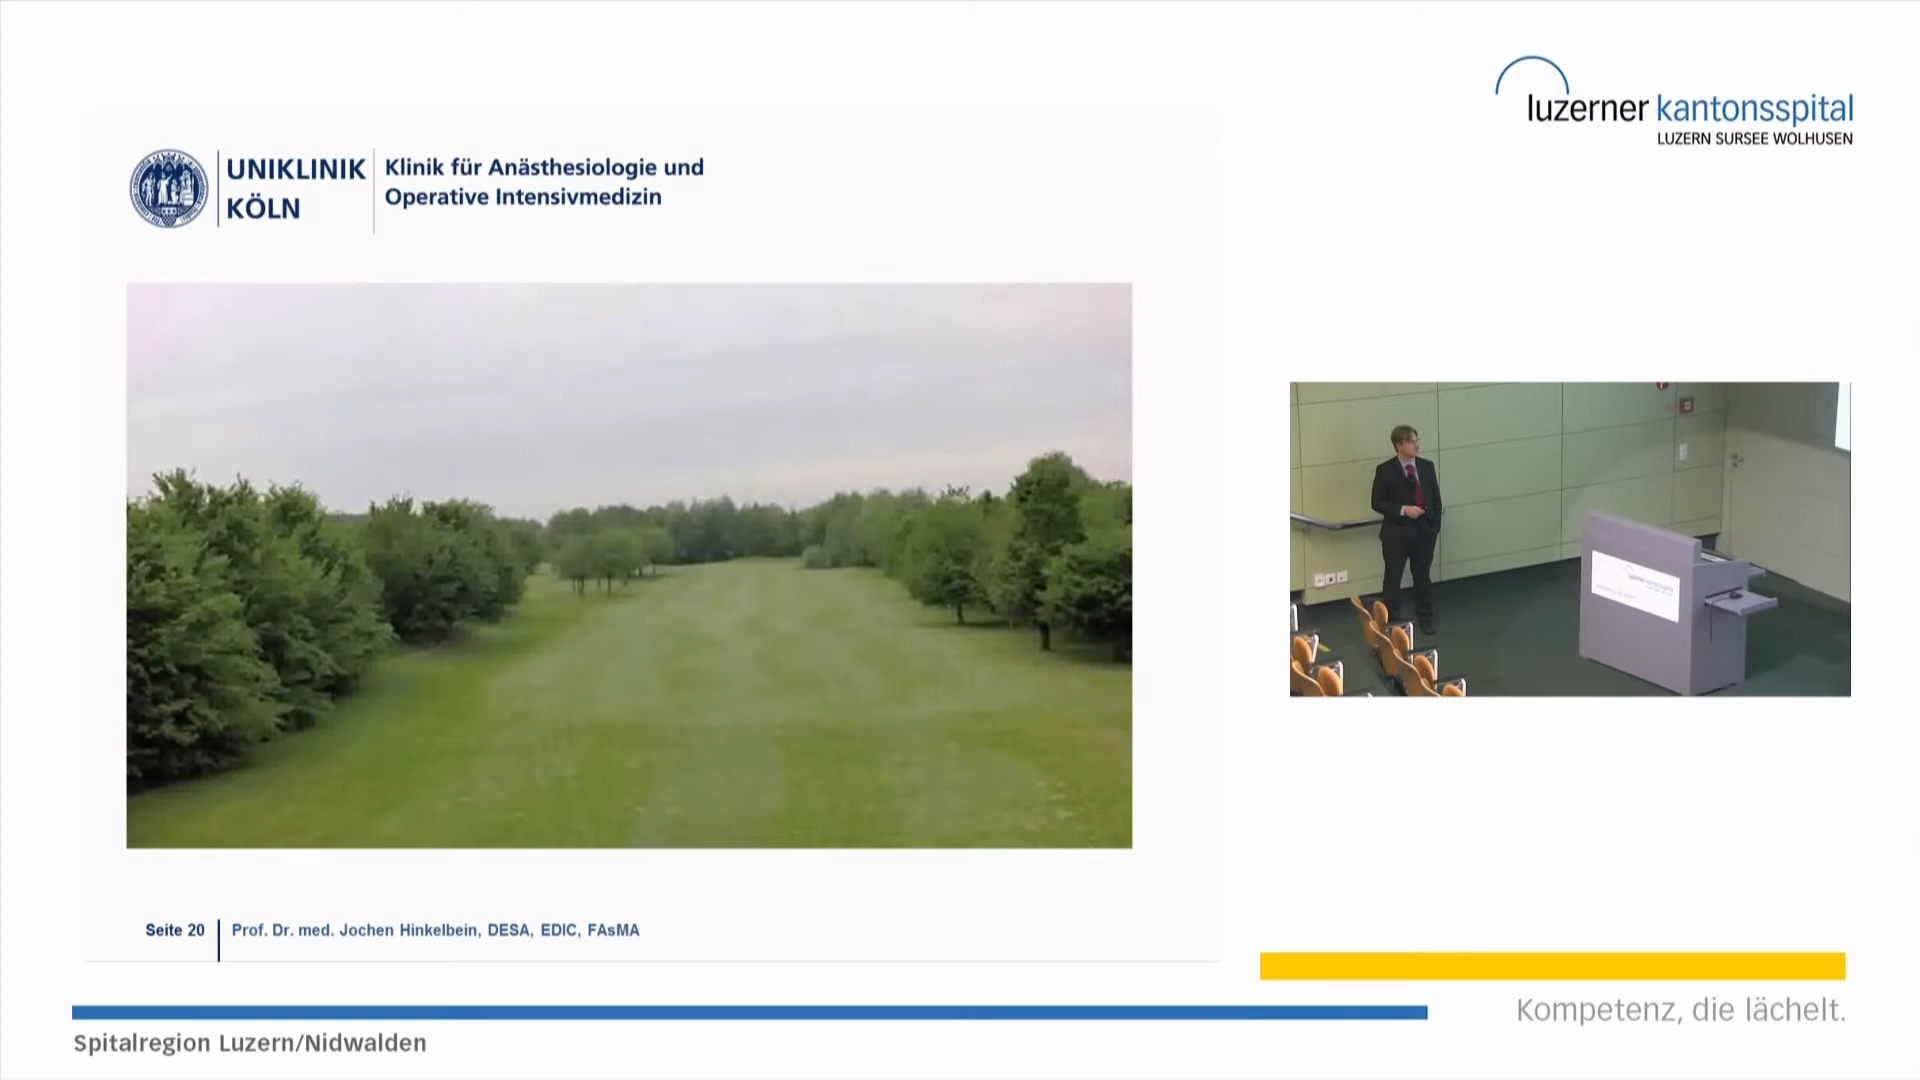 luzerner kantonsspital
LUZERN SURSEE WOLHUSEN
UNIKLINIK
KÖLN
Klinik für Anästhesiologie und
Operative Intensivmedizin
Seite 20
Prof. Dr. med. Jochen Hinkelbein, DESA, EDIC, FAsMA
Kompetenz, die lächelt.
Spitalregion Luzern/Nidwalden